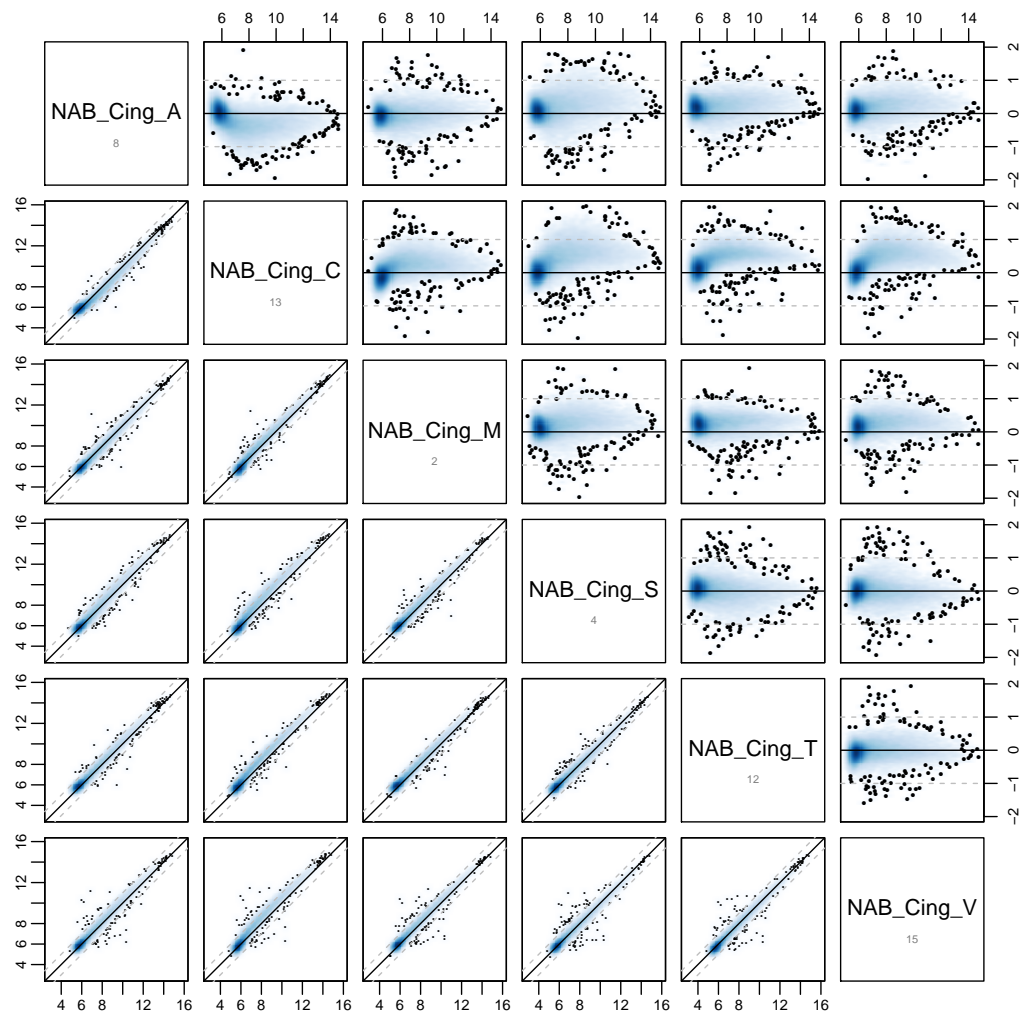 6 8 10 14
6 8 10 14
6 8 10 14
6 8 10 14
6 8 10 14
NAB_Cing_A
8
−2 −1 0 1 2
4 6 8 12 16
NAB_Cing_C
13
−2 −1 0 1 2
4 6 8 12 16
NAB_Cing_M
2
−2 −1 0 1 2
4 6 8 12 16
NAB_Cing_S
4
−2 −1 0 1 2
4 6 8 12 16
NAB_Cing_T
12
−2 −1 0 1 2
4 6 8 12 16
NAB_Cing_V
15
4 6 8 12 16
4 6 8 12 16
4 6 8 12 16
4 6 8 12 16
4 6 8 12 16